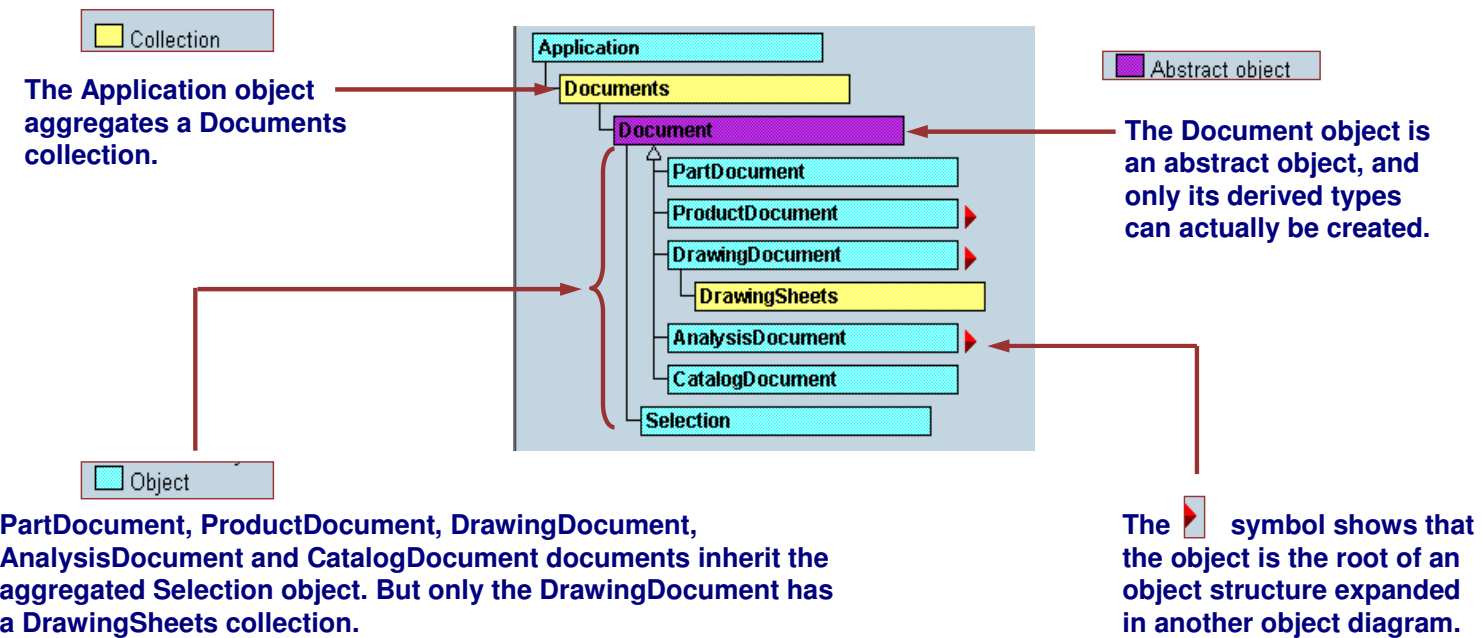 Collection
The Application object
aggregates a Documents
collection.
Application
Documents
Document
PartDocument
ProductDocument
DrawingDocument
DrawingSheets
AnalysisDocument
CatalogDocument
Selection
Abstract object
The Document object is
an abstract object, and
only its derived types
can actually be created.
Object
PartDocument, ProductDocument, DrawingDocument,
AnalysisDocument and CatalogDocument documents inherit the
aggregated Selection object. But only the DrawingDocument has
a DrawingSheets collection.
The symbol shows that
the object is the root of an
object structure expanded
in another object diagram.